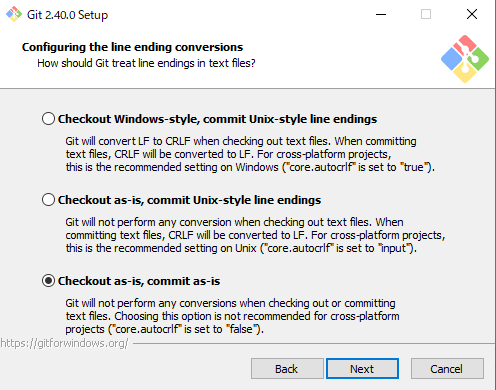 Git 2.40.0 Setup
Configuring the line ending conversions
How should Git treat line endings in text files?
Checkout Windows-style, commit Unix-style line endings
Git will convert LF to CRLF when checking out text files. When committing
text files, CRLF will be converted to LF. For cross-platform projects,
this is the recommended setting on Windows ("core.autocrlf" is set to "true").
Checkout as-is, commit Unix-style line endings
Git will not perform any conversion when checking out text files. When
committing text files, CRLF will be converted to LF. For cross-platform projects,
this is the recommended setting on Unix ("core.autocrlf" is set to "input").
Checkout as-is, commit as-is
Git will not perform any conversions when checking out or committing
text files. Choosing this option is not recommended for cross-platform
projects ("core.autocrlf" is set to "false").
https://gitforwindows.org/
Back
Next
Cancel